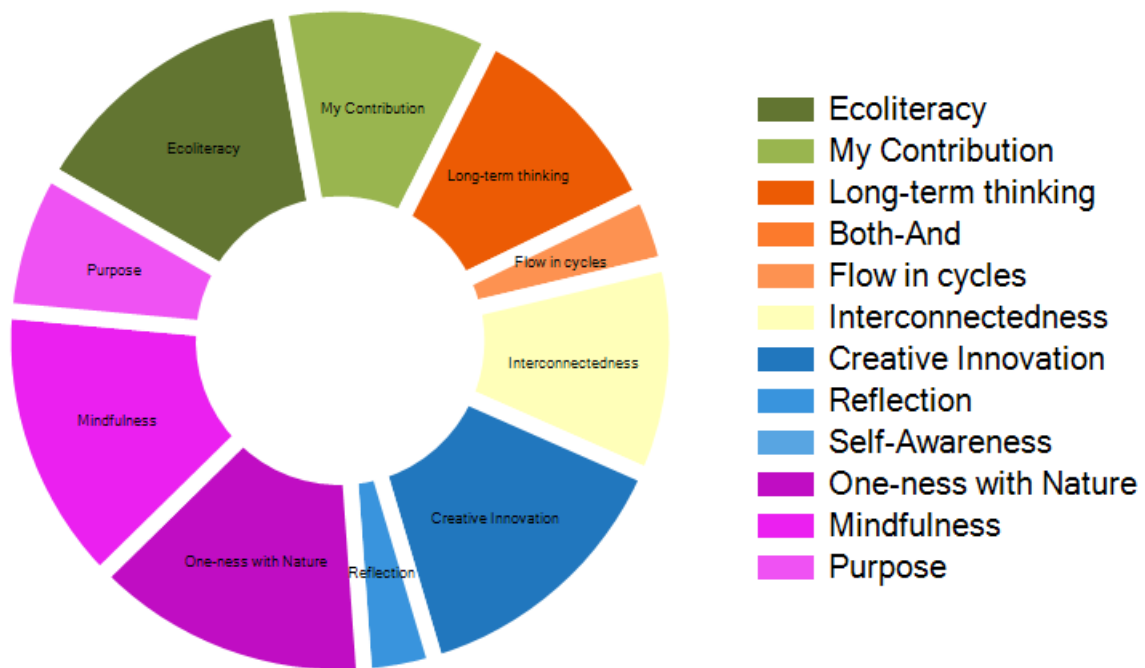 My Contribution
Ecoliteracy
Long-term thinking
Flow in cycles
Purpose
Interconnectedness
Mindfulness
Creative Innovation
One-ness with Nature
Reflection
Ecoliteracy
My Contribution
Long-term thinking
Both-And
Flow in cycles
Interconnectedness
Creative Innovation
Reflection
Self-Awareness
One-ness with Nature
Mindfulness
Purpose